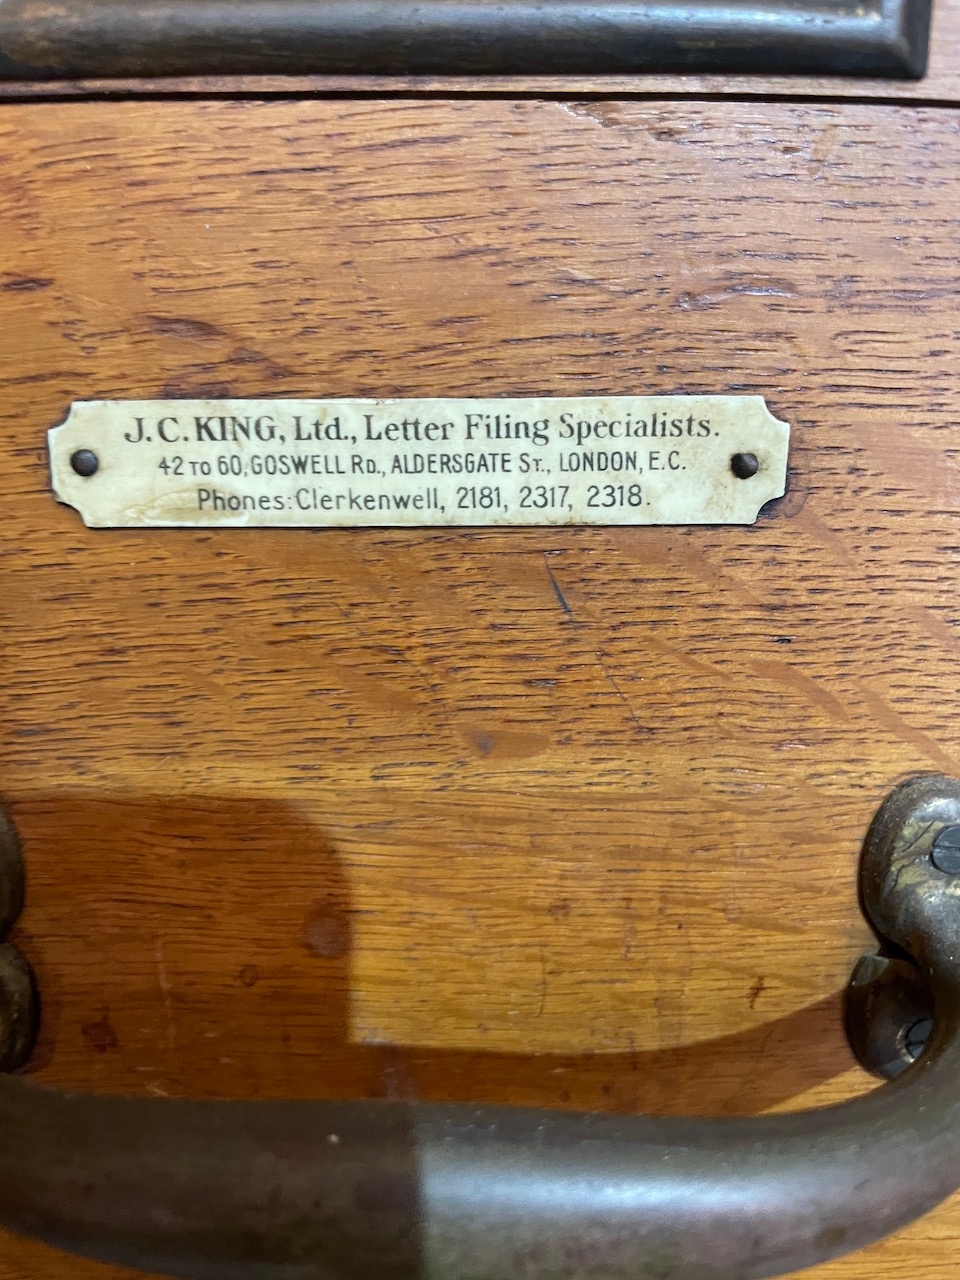 J. C. KING, Ltd., Letter Filing Specialists.
42 TO 60, GOSWELL RD., ALDERSGATE ST., LONDON, E.C.
Phones: Clerkenwell, 2181, 2317, 2318.